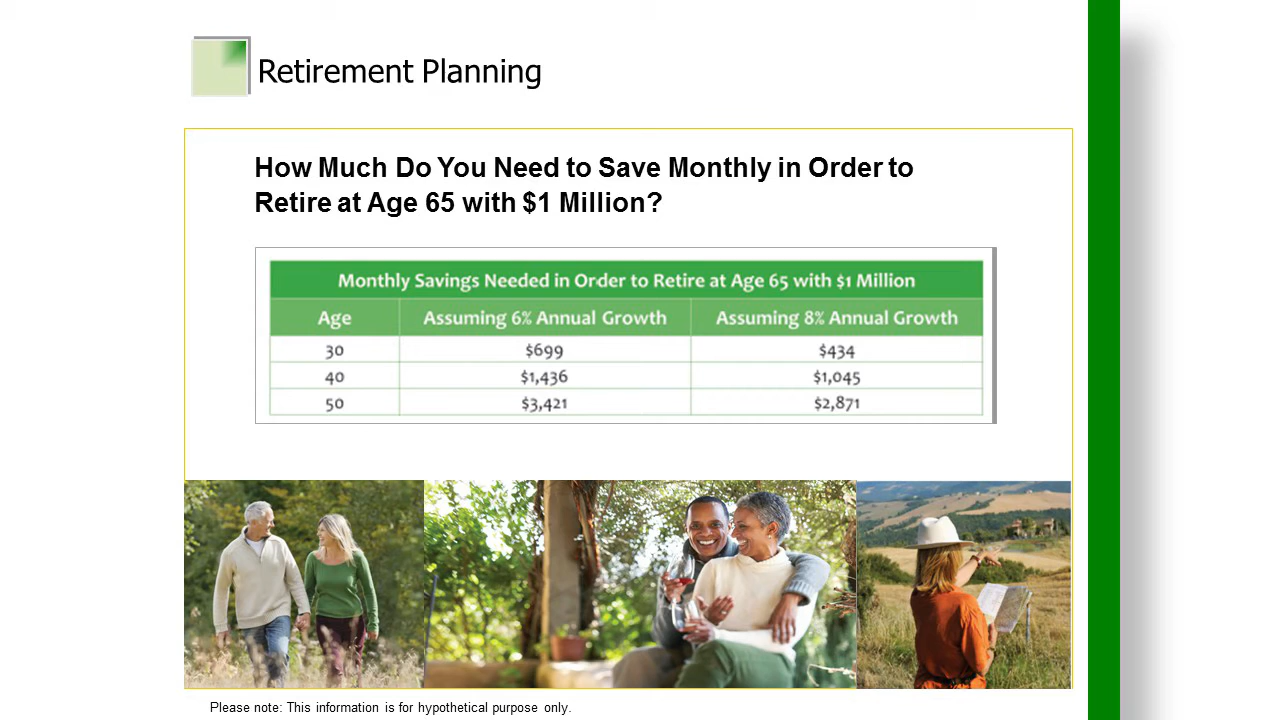 Retirement Planning
How Much Do You Need to Save Monthly in Order to
Retire at Age 65 with $1 Million?
Monthly Savings Needed in Order to Retire at Age 65 with $1 Million
Age Assuming 6% Annual Growth Assuming 8% Annual Growth
30 $699 $434
40 $1,436 $1,045
50 $3,421 $2,871
Please note: This information is for hypothetical purpose only.